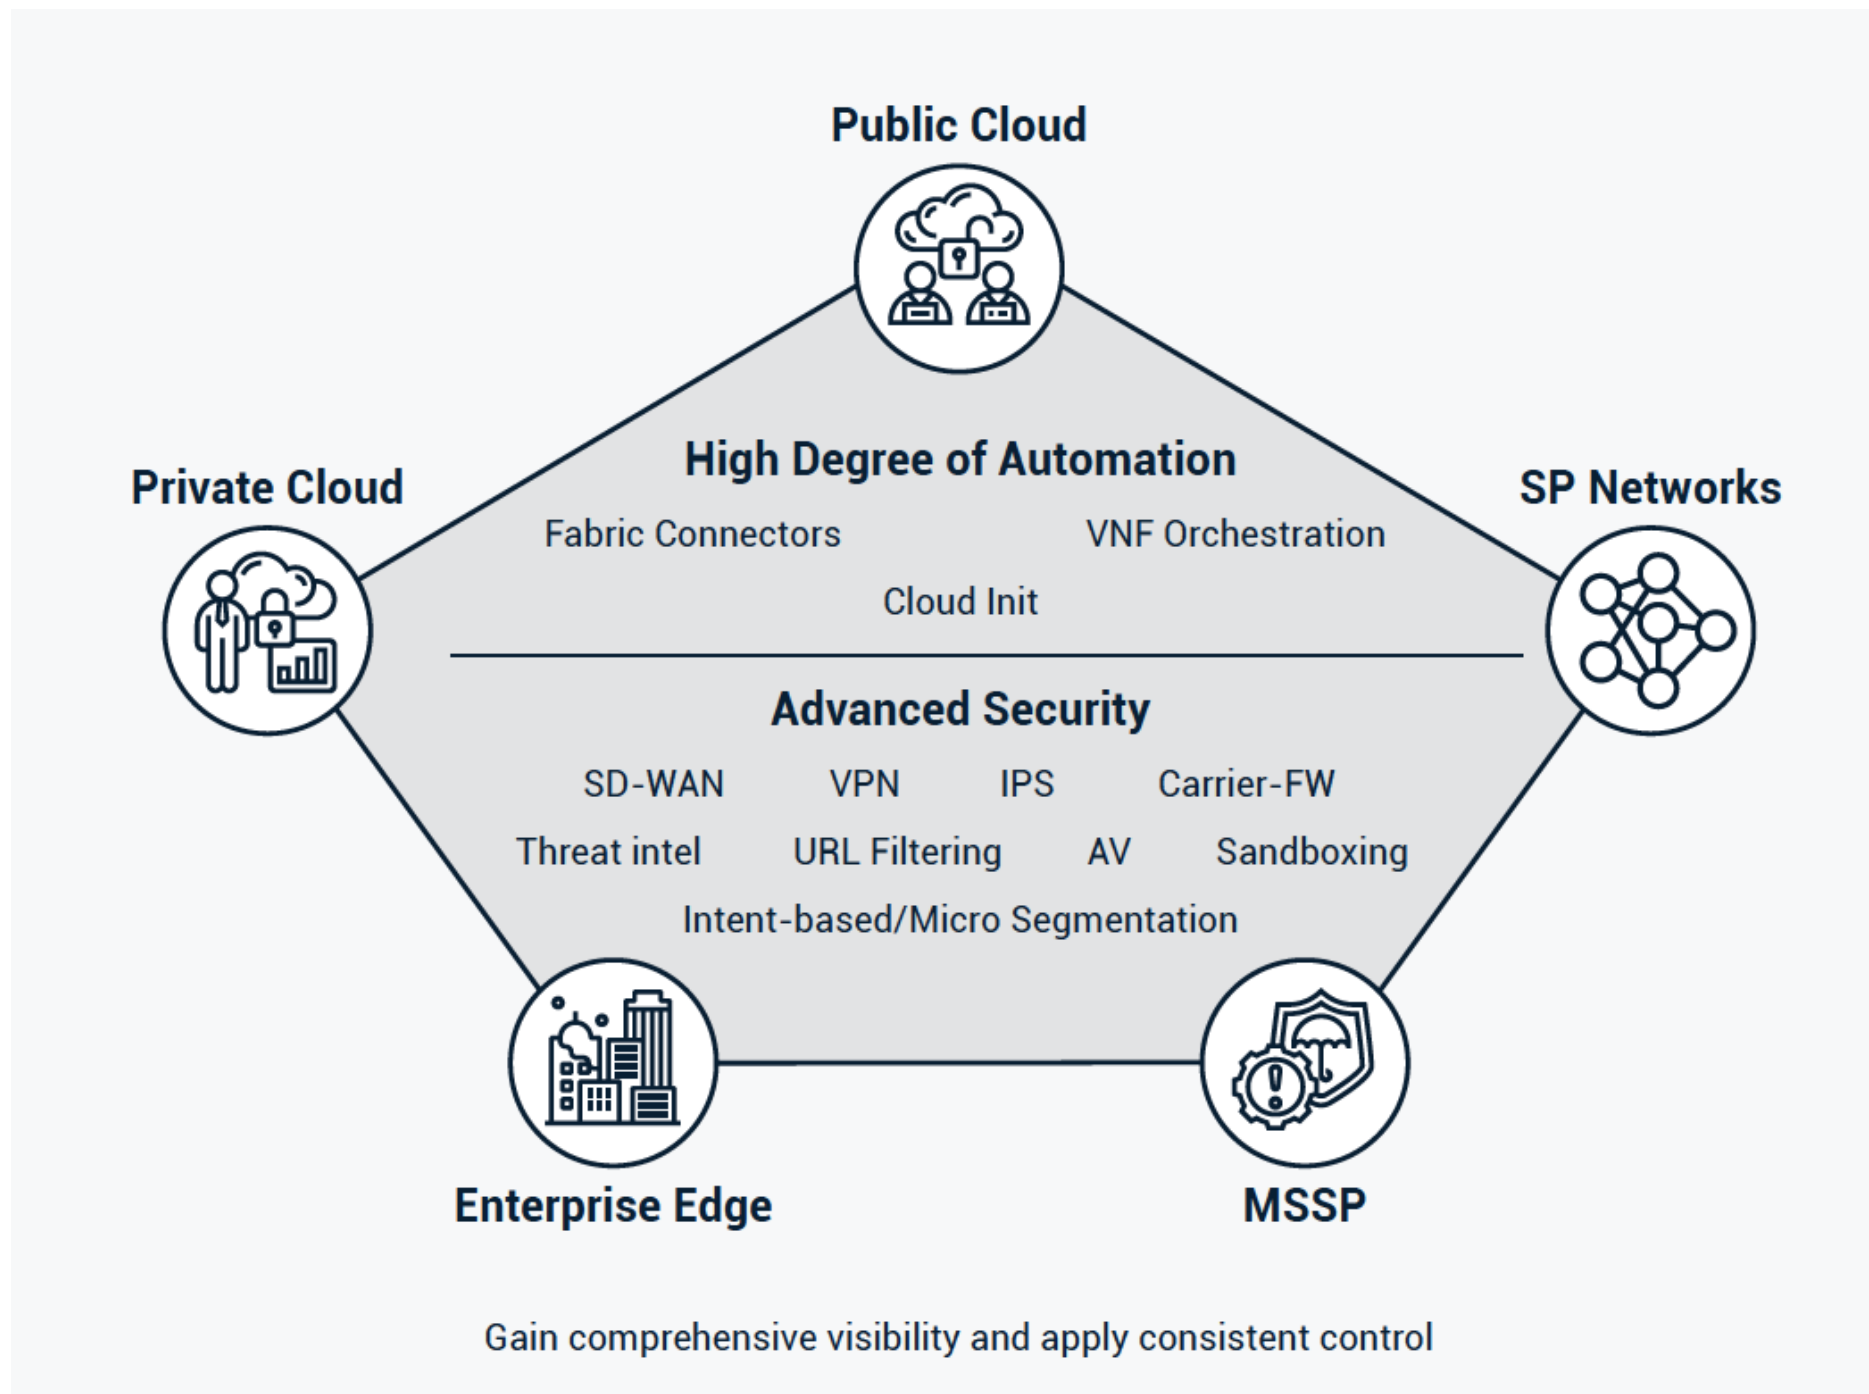 Public Cloud
High Degree of Automation
Private Cloud
SP Networks
Fabric Connectors
VNF Orchestration
Cloud Init
Advanced Security
SD-WAN VPN IPS Carrier-FW
Threat intel URL Filtering AV Sandboxing
Intent-based/Micro Segmentation
Enterprise Edge
MSSP
Gain comprehensive visibility and apply consistent control